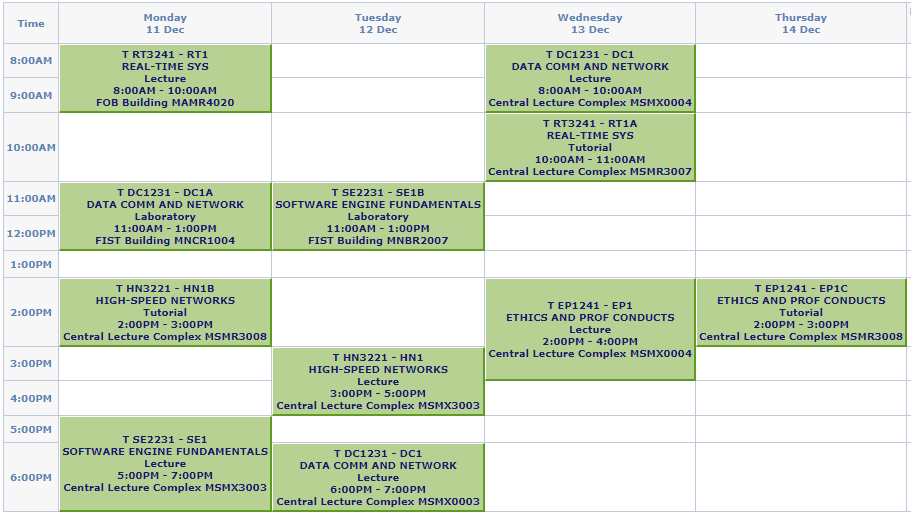 Time
Monday
11 Dec
Tuesday
12 Dec
Wednesday
13 Dec
Thursday
14 Dec
8:00AM
T RT3241 - RT1
REAL-TIME SYS
Lecture
8:00AM - 10:00AM
FOB Building MAMR4020
T DC1231 - DC1
DATA COMM AND NETWORK
Lecture
8:00AM - 10:00AM
Central Lecture Complex MSMX0004
9:00AM
10:00AM
T RT3241 - RT1A
REAL-TIME SYS
Tutorial
10:00AM - 11:00AM
Central Lecture Complex MSMR3007
11:00AM
T DC1231 - DC1A
DATA COMM AND NETWORK
Laboratory
11:00AM - 1:00PM
FIST Building MNCR1004
T SE2231 - SE1B
SOFTWARE ENGINE FUNDAMENTALS
Laboratory
11:00AM - 1:00PM
FIST Building MNBR2007
12:00PM
1:00PM
2:00PM
T HN3221 - HN1B
HIGH-SPEED NETWORKS
Tutorial
2:00PM - 3:00PM
Central Lecture Complex MSMR3008
T EP1241 - EP1
ETHICS AND PROF CONDUCTS
Lecture
2:00PM - 4:00PM
Central Lecture Complex MSMX0004
T EP1241 - EP1C
ETHICS AND PROF CONDUCTS
Tutorial
2:00PM - 3:00PM
Central Lecture Complex MSMR3008
3:00PM
T HN3221 - HN1
HIGH-SPEED NETWORKS
Lecture
3:00PM - 5:00PM
Central Lecture Complex MSMX3003
4:00PM
5:00PM
T SE2231 - SE1
SOFTWARE ENGINE FUNDAMENTALS
Lecture
5:00PM - 7:00PM
Central Lecture Complex MSMX3003
6:00PM
T DC1231 - DC1
DATA COMM AND NETWORK
Lecture
6:00PM - 7:00PM
Central Lecture Complex MSMX0003